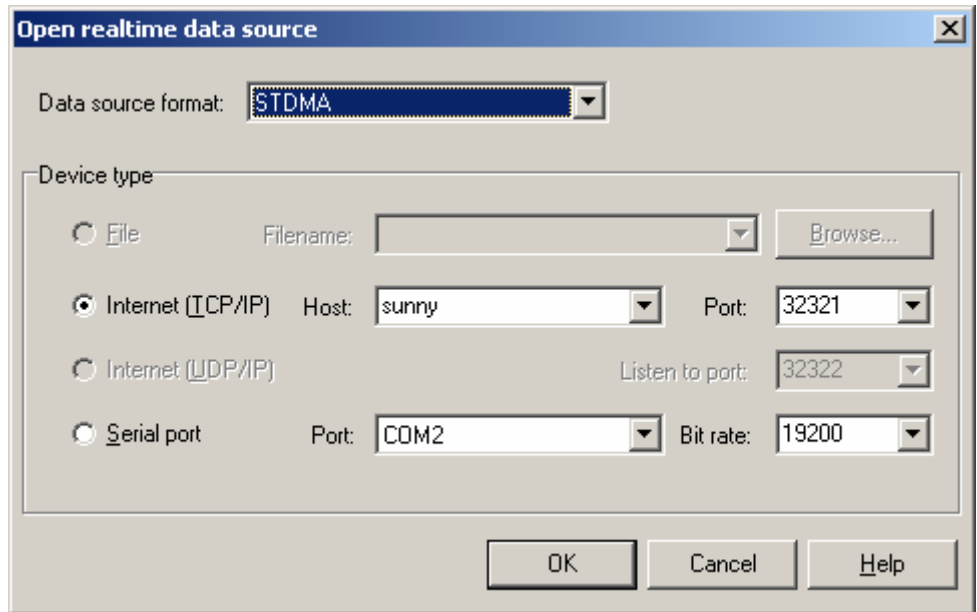 Open realtime data source
Data source format: STDMA
Device type
File Filename: Browse...
Internet (TCP/IP) Host: sunny Port: 32321
Internet (UDP/IP) Listen to port: 32322
Serial port Port: COM2 Bit rate: 19200
OK Cancel Help